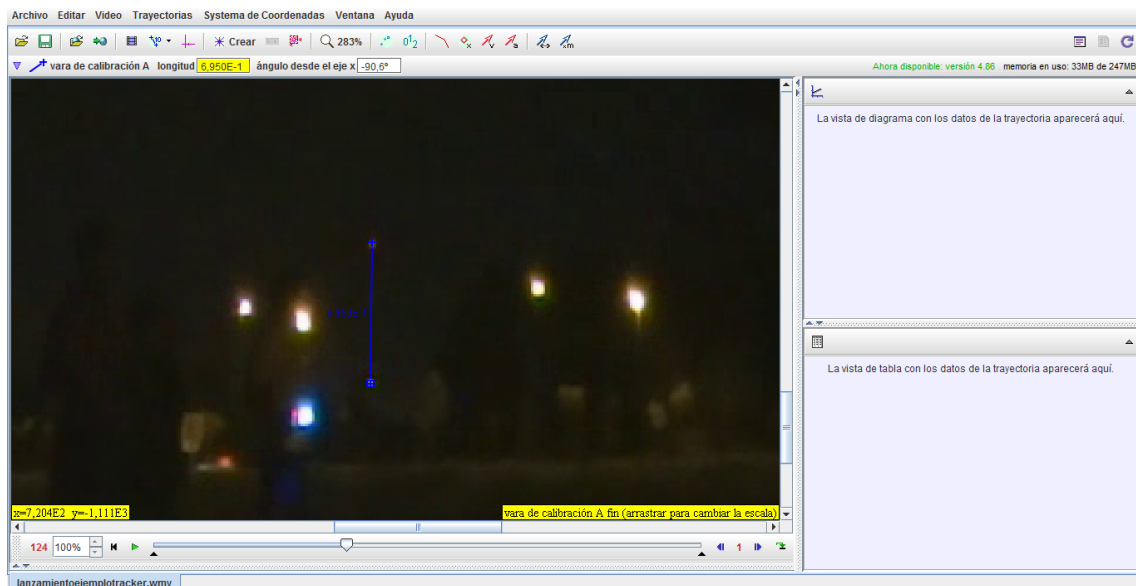 Archivo Editar Video Trayectorias Systema de Coordenadas Ventana Ayuda
Crear 283%
vara de calibración A longitud 6,950E-1 ángulo desde el eje x -90,6° Ahora disponible: versión 4.86 memoria en uso: 33MB de 247MB
La vista de diagrama con los datos de la trayectoria aparecerá aquí.
La vista de tabla con los datos de la trayectoria aparecerá aquí.
x=7,204E2 y=-1,111E3 vara de calibración A fin (arrastrar para cambiar la escala)
124 100% 1
lanzamientoejemplotracker.wmv